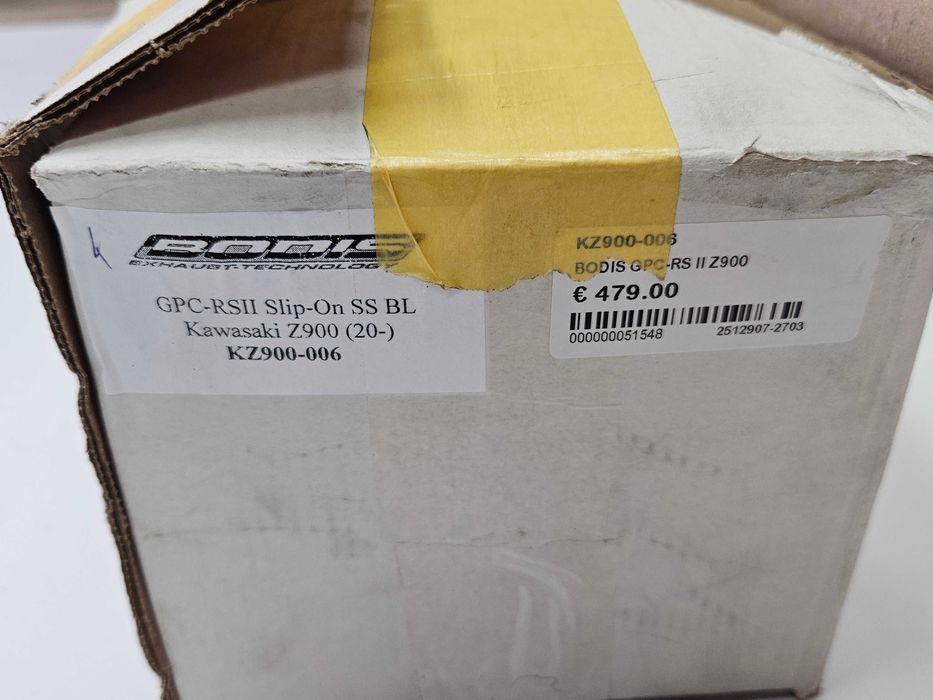 BODIS
EXHAUST-TECHNOLOGY
GPC-RSII Slip-On SS BL
Kawasaki Z900 (20-)
KZ900-006
KZ900-006
BODIS GPC-RS II Z900
€ 479.00
000000051548
2512907-2703